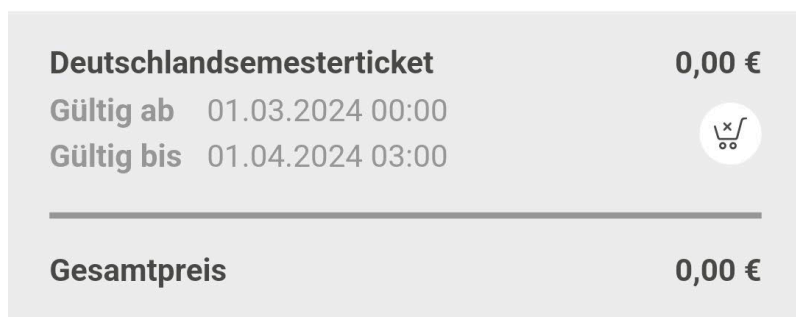 Deutschlandsemesterticket 0,00 €
Gültig ab 01.03.2024 00:00
Gültig bis 01.04.2024 03:00
Gesamtpreis 0,00 €